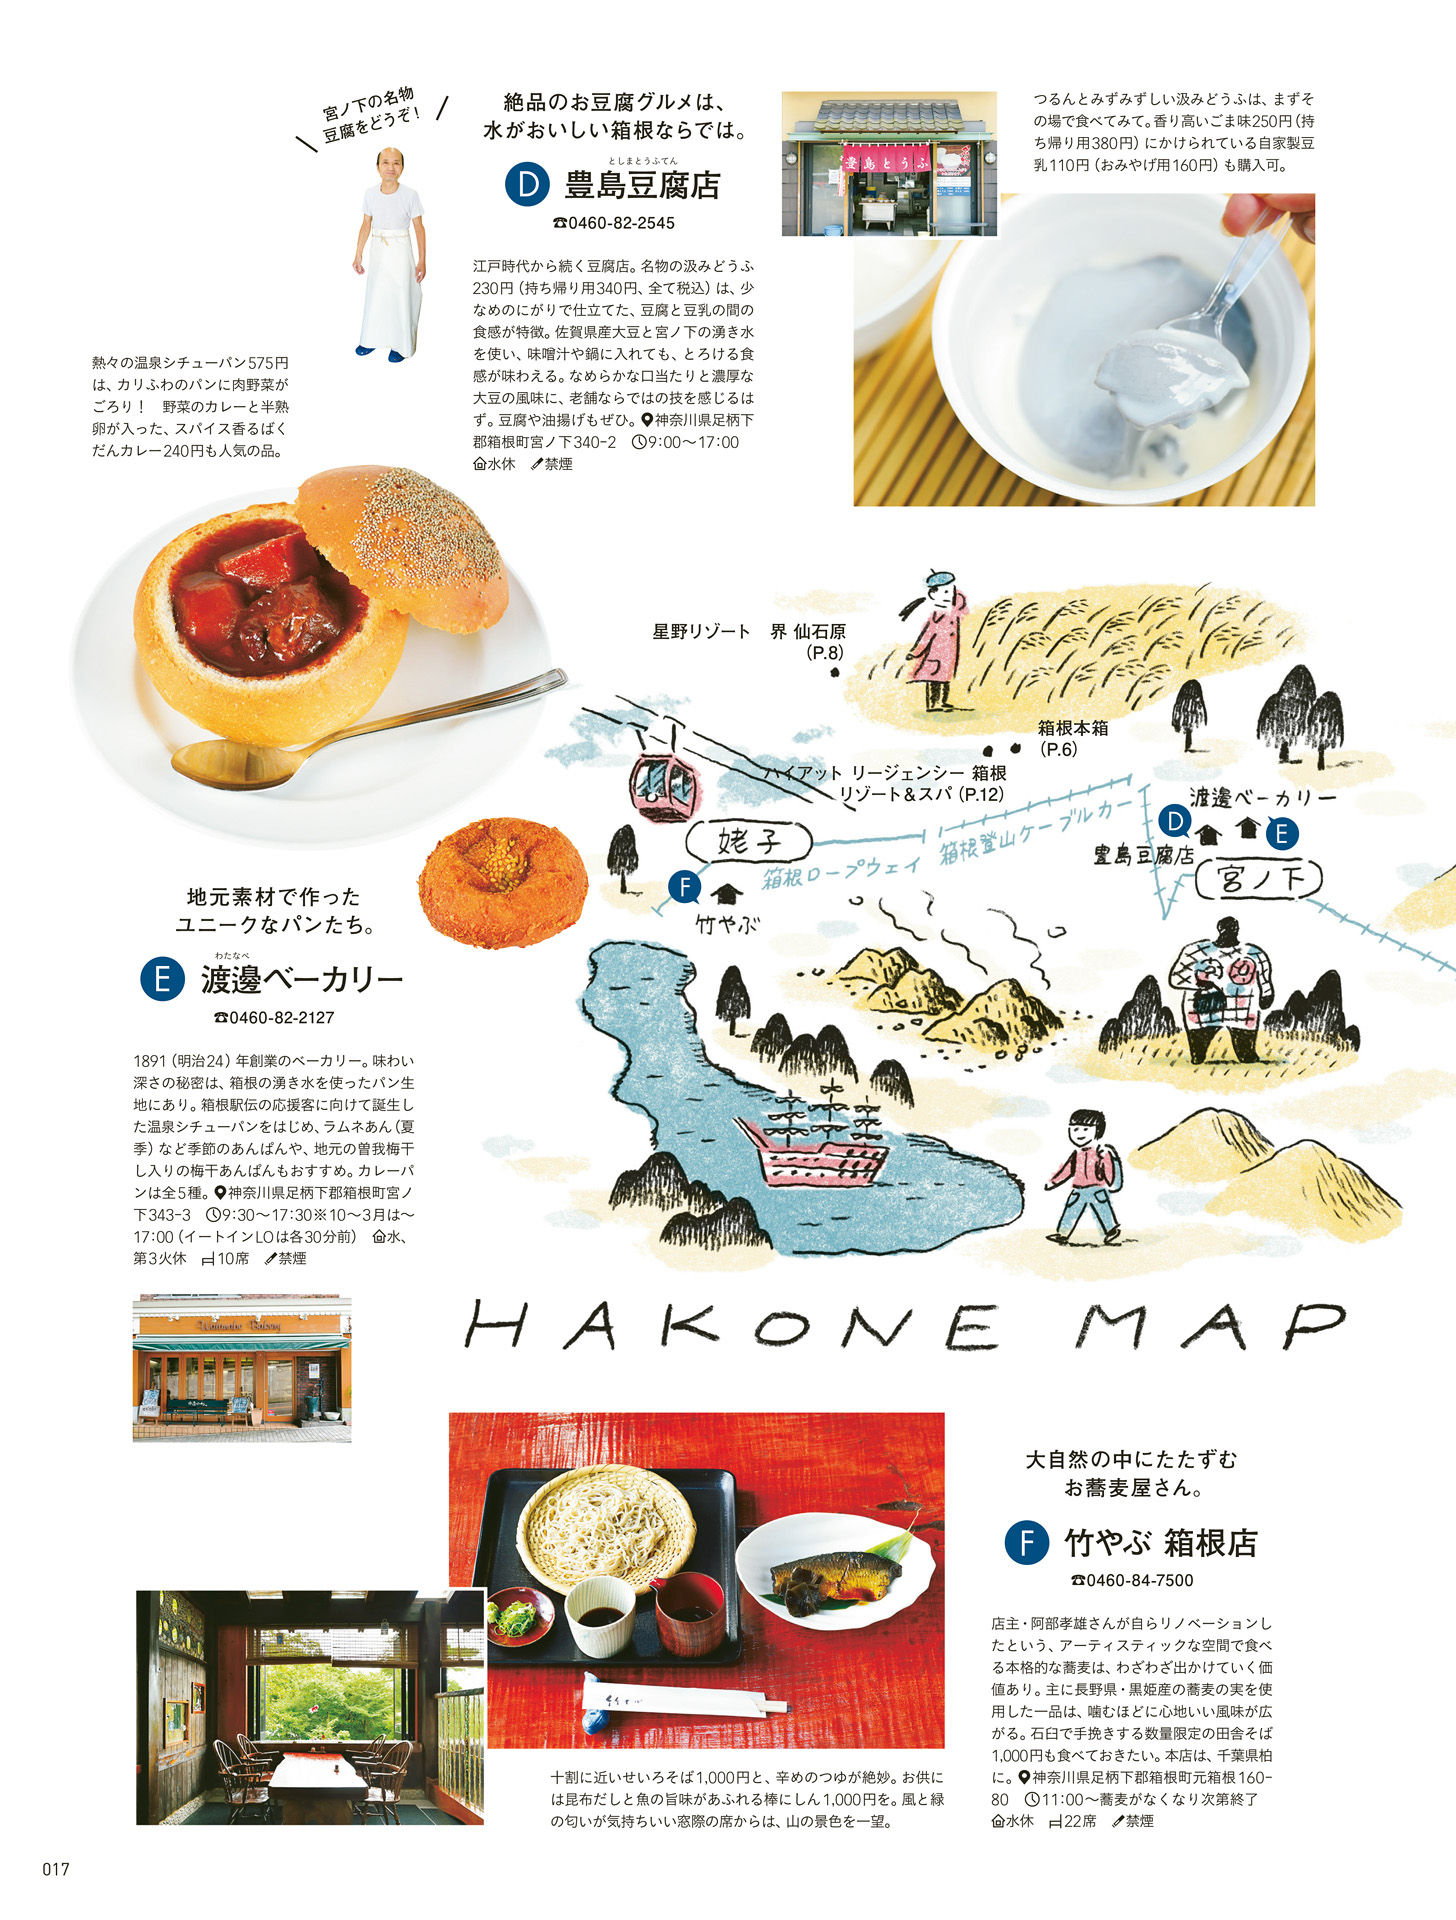 宮ノ下の名物
豆腐をどうぞ!
絶品のお豆腐グルメは、
水がおいしい箱根ならでは。
としまとうふてん
D 豊島豆腐店
☎0460-82-2545
江戸時代から続く豆腐店。名物の汲みどうふ
230円(持ち帰り用340円、全て税込)は、少
なめのにがりで仕立てた、豆腐と豆乳の間の
食感が特徴。佐賀県産大豆と宮ノ下の湧き水
を使い、味噌汁や鍋に入れても、とろける食
感が味わえる。なめらかな口当たりと濃厚な
大豆の風味に、老舗ならではの技を感じるは
ず。豆腐や油揚げもぜひ。神奈川県足柄下
郡箱根町宮ノ下340-2 9:00〜17:00
水休 禁煙
豊島とうふ
つるんとみずみずしい汲みどうふは、まずそ
の場で食べてみて。香り高いごま味250円(持
ち帰り用380円)にかけられている自家製豆
乳110円(おみやげ用160円)も購入可。
熱々の温泉シチューパン575円
は、カリふわのパンに肉野菜が
ごろり! 野菜のカレーと半熟
卵が入った、スパイス香るばく
だんカレー240円も人気の品。
地元素材で作った
ユニークなパンたち。
わたなべ
E 渡邊ベーカリー
☎0460-82-2127
1891(明治24)年創業のベーカリー。味わい
深さの秘密は、箱根の湧き水を使ったパン生
地にあり。箱根駅伝の応援客に向けて誕生し
た温泉シチューパンをはじめ、ラムネあん(夏
季)など季節のあんぱんや、地元の曽我梅干
し入りの梅干あんぱんもおすすめ。カレーパ
ンは全5種。神奈川県足柄下郡箱根町宮ノ
下343-3 9:30〜17:30※10〜3月は〜
17:00(イートインLOは各30分前) 水、
第3火休 10席 禁煙
Watanabe Bakery
星野リゾート 界 仙石原
(P.8)
箱根本箱
(P.6)
ハイアット リージェンシー 箱根
リゾート&スパ(P.12)
姥子
箱根ロープウェイ
箱根登山ケーブルカー
渡邊ベーカリー
D
E
豊島豆腐店
宮ノ下
F
竹やぶ
HAKONE MAP
大自然の中にたたずむ
お蕎麦屋さん。
F 竹やぶ 箱根店
☎0460-84-7500
店主・阿部孝雄さんが自らリノベーションし
たという、アーティスティックな空間で食べ
る本格的な蕎麦は、わざわざ出かけていく価
値あり。主に長野県・黒姫産の蕎麦の実を使
用した一品は、噛むほどに心地いい風味が広
がる。石臼で手挽きする数量限定の田舎そば
1,000円も食べておきたい。本店は、千葉県柏
に。神奈川県足柄下郡箱根町元箱根160-
80 11:00〜蕎麦がなくなり次第終了
水休 22席 禁煙
十割に近いせいろそば1,000円と、辛めのつゆが絶妙。お供に
は昆布だしと魚の旨味があふれる棒にしん1,000円を。風と緑
の匂いが気持ちいい窓際の席からは、山の景色を一望。
017